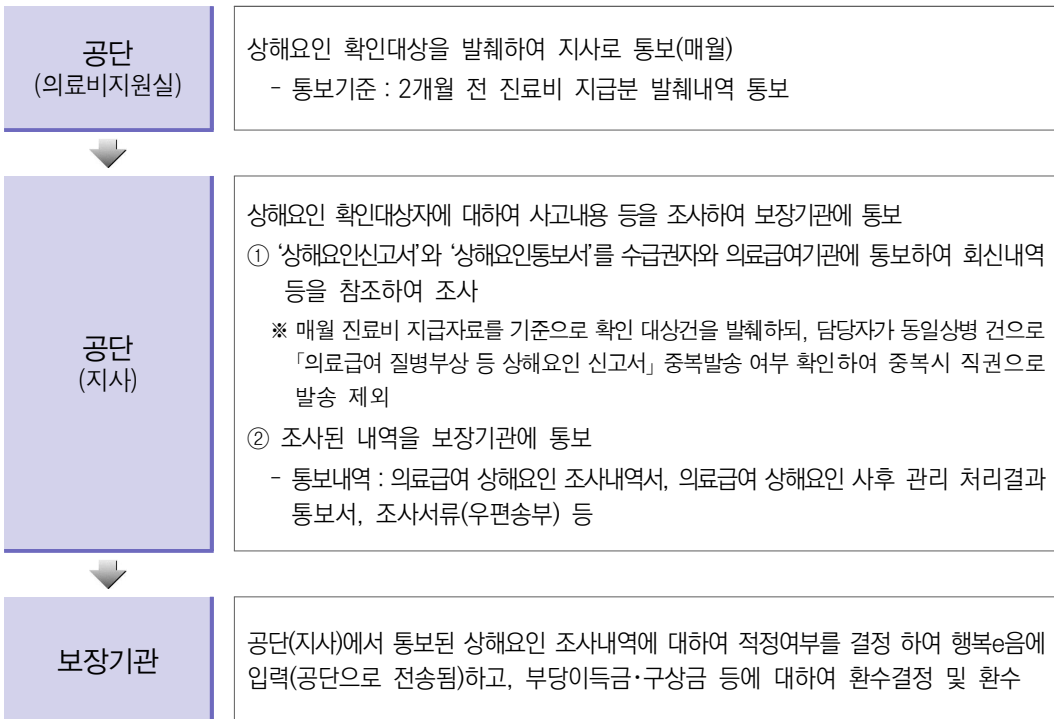 공단
(의료비지원실)
상해요인 확인대상을 발췌하여 지사로 통보(매월)
- 통보기준 : 2개월 전 진료비 지급분 발췌내역 통보
공단
(지사)
상해요인 확인대상자에 대하여 사고내용 등을 조사하여 보장기관에 통보
① ‘상해요인신고서’와 ‘상해요인통보서’를 수급권자와 의료급여기관에 통보하여 회신내역
등을 참조하여 조사
※ 매월 진료비 지급자료를 기준으로 확인 대상건을 발췌하되, 담당자가 동일상병 건으로
「의료급여 질병부상 등 상해요인 신고서」 중복발송 여부 확인하여 중복시 직권으로
발송 제외
② 조사된 내역을 보장기관에 통보
- 통보내역 : 의료급여 상해요인 조사내역서, 의료급여 상해요인 사후 관리 처리결과
통보서, 조사서류(우편송부) 등
보장기관
공단(지사)에서 통보된 상해요인 조사내역에 대하여 적정여부를 결정 하여 행복e음에
입력(공단으로 전송됨)하고, 부당이득금·구상금 등에 대하여 환수결정 및 환수